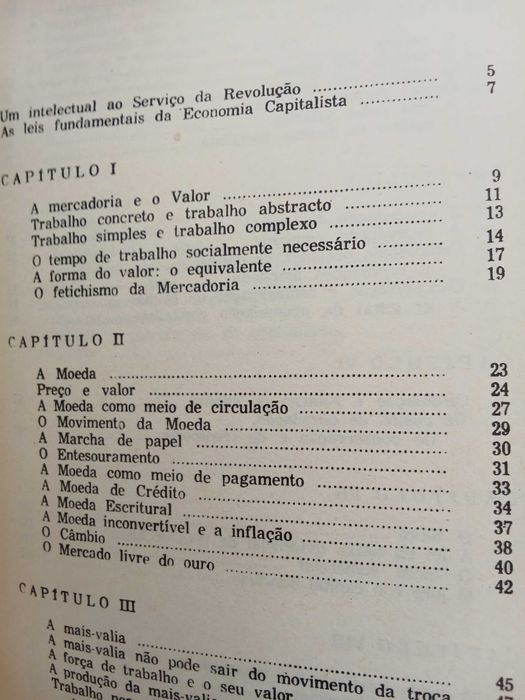 Um intelectual ao Serviço da Revolução ............ 5
As leis fundamentais da Economia Capitalista ............ 7
CAPÍTULO I
A mercadoria e o Valor ............ 9
Trabalho concreto e trabalho abstracto ............ 11
Trabalho simples e trabalho complexo ............ 13
O tempo de trabalho socialmente necessário ............ 14
A forma do valor: o equivalente ............ 17
O fetichismo da Mercadoria ............ 19
CAPÍTULO II
A Moeda ............ 23
Preço e valor ............ 24
A Moeda como meio de circulação ............ 27
O Movimento da Moeda ............ 29
A Marcha de papel ............ 30
O Entesouramento ............ 31
A Moeda como meio de pagamento ............ 33
A Moeda de Crédito ............ 34
A Moeda Escritural ............ 37
A Moeda inconvertível e a inflação ............ 38
O Câmbio ............ 40
O Mercado livre do ouro ............ 42
CAPÍTULO III
A mais-valia ............ 45
A mais-valia não pode sair do movimento da troca
A força de trabalho e o seu valor
A produção da mais-valia
Trabalho